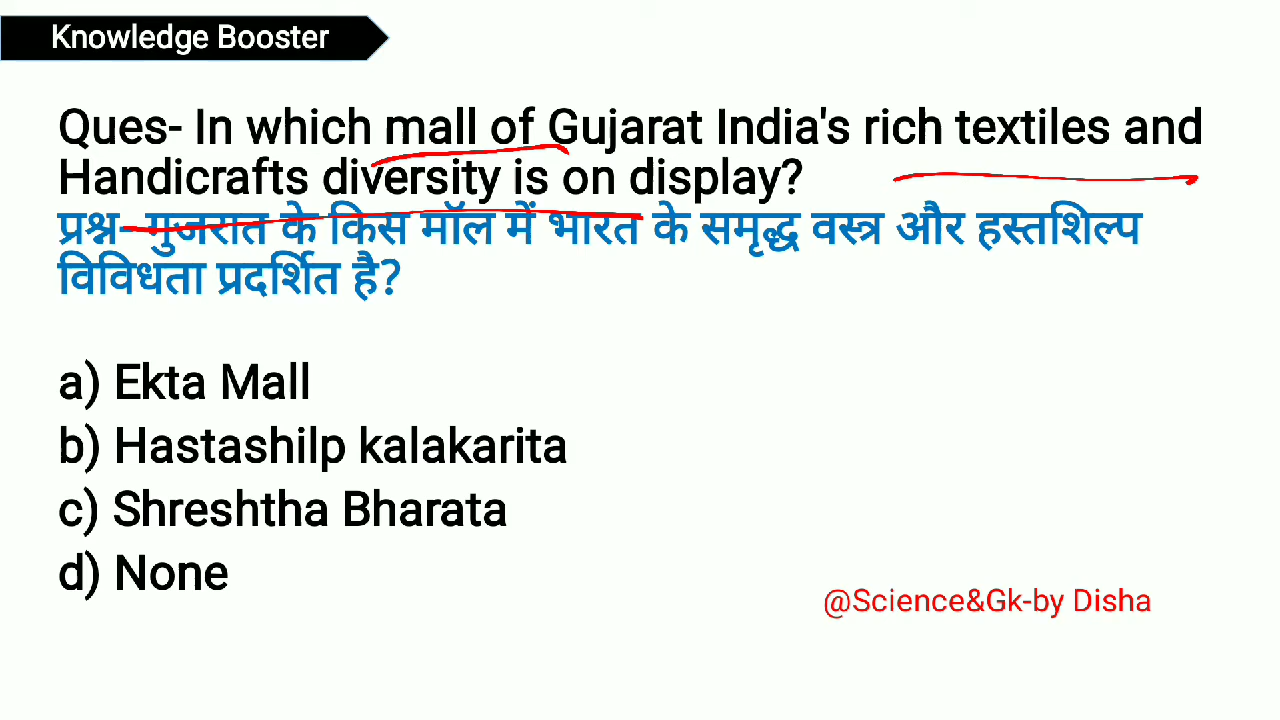 Knowledge Booster
Ques- In which mall of Gujarat India's rich textiles and
Handicrafts diversity is on display?
प्रश्न- गुजरात के किस मॉल में भारत के समृद्ध वस्त्र और हस्तशिल्प
विविधता प्रदर्शित है?
a) Ekta Mall
b) Hastashilp kalakarita
c) Shreshtha Bharata
d) None
@Science&Gk-by Disha